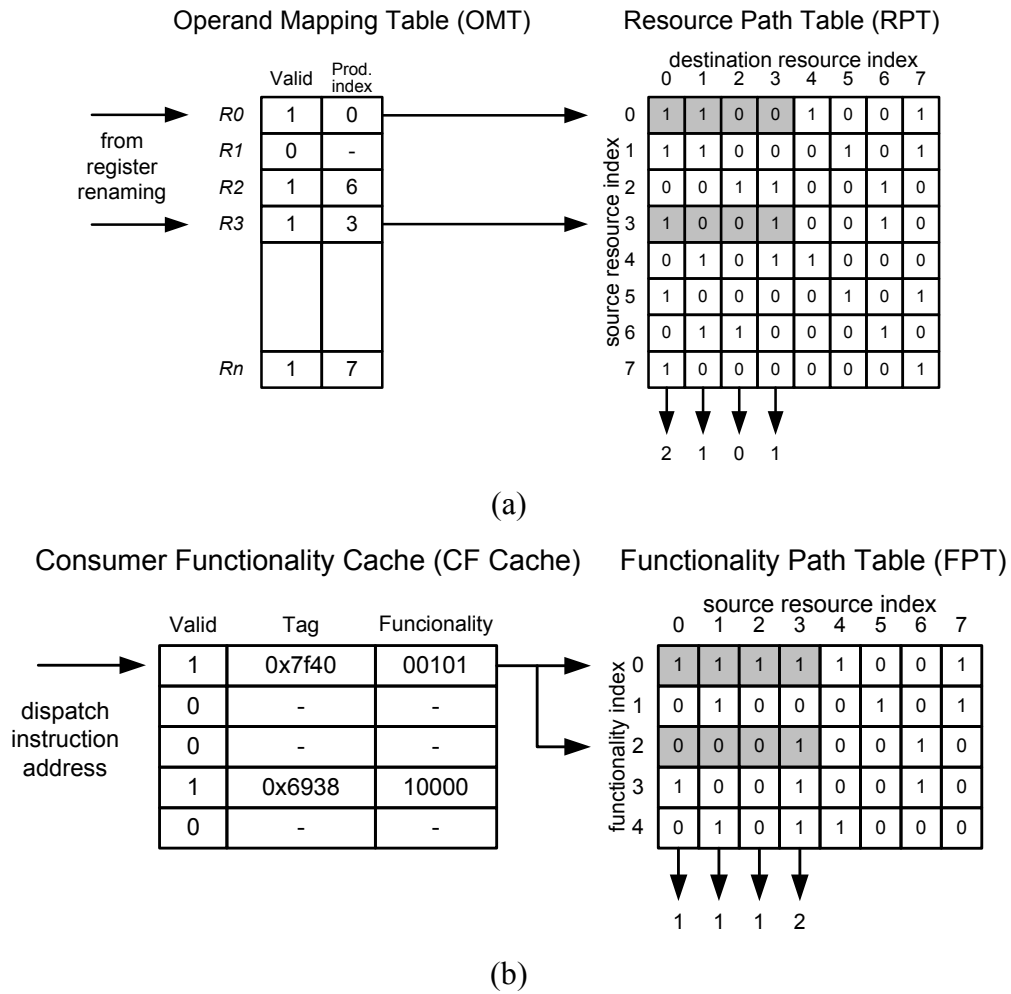 Operand Mapping Table (OMT) Resource Path Table (RPT)
destination resource index
Valid Prod. index 0 1 2 3 4 5 6 7
from register renaming
source resource index
R0 1 0 0 1 1 0 0 1 0 0 1
R1 0 - 1 1 1 0 0 0 1 0 1
R2 1 6 2 0 0 1 1 0 0 1 0
R3 1 3 3 1 0 0 1 0 0 1 0
4 0 1 0 1 1 0 0 0
5 1 0 0 0 0 1 0 1
6 0 1 1 0 0 0 1 0
Rn 1 7 7 1 0 0 0 0 0 0 1
2 1 0 1
(a)
Consumer Functionality Cache (CF Cache) Functionality Path Table (FPT)
source resource index
Valid Tag Funcionality 0 1 2 3 4 5 6 7
dispatch instruction address
functionality index
1 0x7f40 00101 0 1 1 1 1 1 0 0 1
0 - - 1 0 1 0 0 0 1 0 1
0 - - 2 0 0 0 1 0 0 1 0
1 0x6938 10000 3 1 0 0 1 0 0 1 0
0 - - 4 0 1 0 1 1 0 0 0
1 1 1 2
(b)